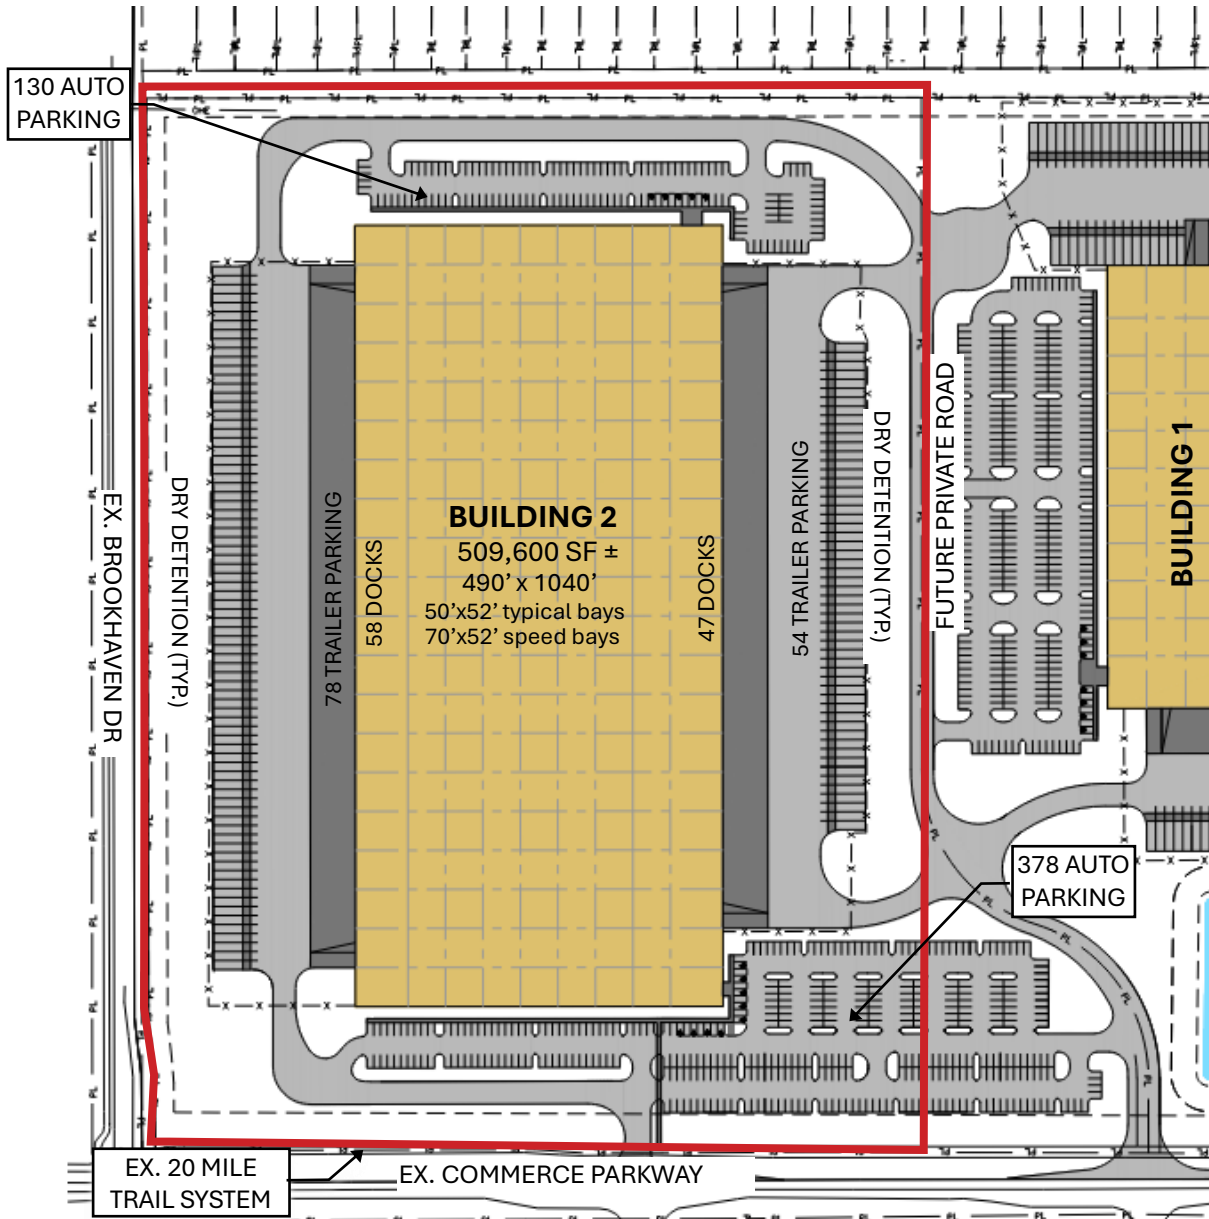 130 AUTO
PARKING
EX. BROOKHAVEN DR
DRY DETENTION (TYP.)
78 TRAILER PARKING
58 DOCKS
BUILDING 2
509,600 SF ±
490’ x 1040’
50’x52’ typical bays
70’x52’ speed bays
47 DOCKS
54 TRAILER PARKING
DRY DETENTION (TYP.)
FUTURE PRIVATE ROAD
BUILDING 1
378 AUTO
PARKING
EX. 20 MILE
TRAIL SYSTEM
EX. COMMERCE PARKWAY